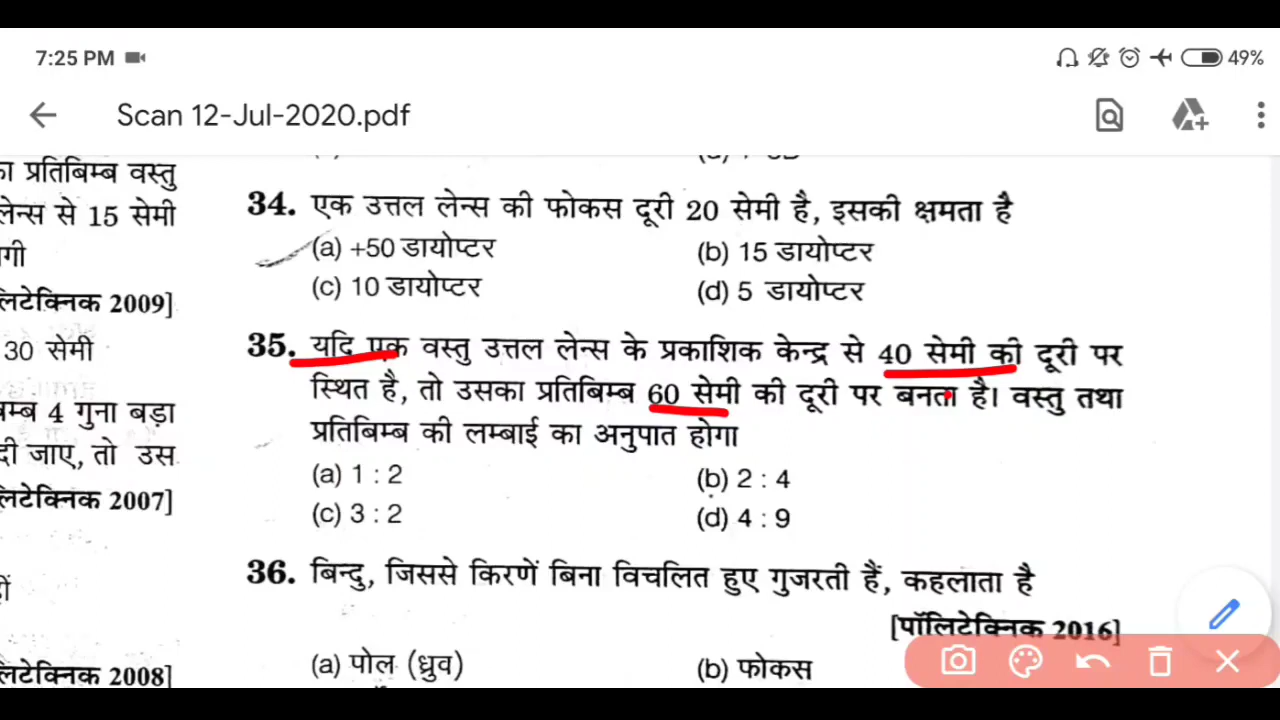 7:25 PM
49%
Scan 12-Jul-2020.pdf
का प्रतिबिम्ब वस्तु
लेन्स से 15 सेमी
गी
लिटेक्निक 2009]
30 सेमी
म्ब 4 गुना बड़ा
दी जाए, तो उस
लिटेक्निक 2007]
लिटेक्निक 2008]
34. एक उत्तल लेन्स की फोकस दूरी 20 सेमी है, इसकी क्षमता है
(a) +50 डायोप्टर (b) 15 डायोप्टर
(c) 10 डायोप्टर (d) 5 डायोप्टर
35. यदि एक वस्तु उत्तल लेन्स के प्रकाशिक केन्द्र से 40 सेमी की दूरी पर
स्थित है, तो उसका प्रतिबिम्ब 60 सेमी की दूरी पर बनता है। वस्तु तथा
प्रतिबिम्ब की लम्बाई का अनुपात होगा
(a) 1 : 2 (b) 2 : 4
(c) 3 : 2 (d) 4 : 9
36. बिन्दु, जिससे किरणें बिना विचलित हुए गुजरती हैं, कहलाता है
[पॉलिटेक्निक 2016]
(a) पोल (ध्रुव) (b) फोकस